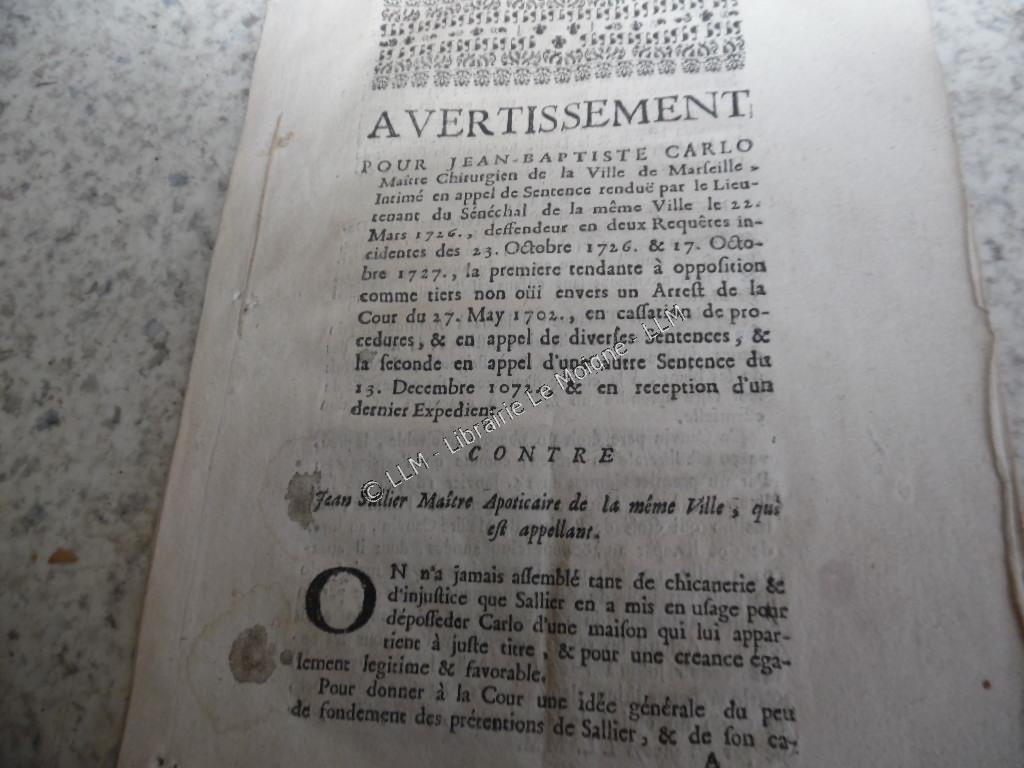 AVERTISSEMENT
POUR JEAN-BAPTISTE CARLO
Maître Chirurgien de la Ville de Marſeille,
Intimé en appel de Sentence renduë par le Lieu-
tenant du Sénéchal de la même Ville le 22.
Mars 1726., deffendeur en deux Requêtes in-
cidentes des 23. Octobre 1726. & 17. Octo-
bre 1727., la premiere tendante à oppoſition
comme tiers non oüi envers un Arreſt de la
Cour du 27. May 1702., en caſſation de pro-
cedures, & en appel de diverſes Sentences, &
la ſeconde en appel d'une autre Sentence du
13. Decembre 1072. & en reception d'un
dernier Expedient.
CONTRE
Jean Sallier Maître Apoticaire de la même Ville, qui
eſt appellant.
ON n'a jamais aſſemblé tant de chicanerie &
d'injuſtice que Sallier en a mis en uſage pour
dépoſſeder Carlo d'une maiſon qui lui appar-
tient à juſte titre, & pour une creance éga-
lement legitime & favorable.
Pour donner à la Cour une idée générale du peu
de fondement des prétentions de Sallier, & de ſon ca-
A
© LLM - Librairie Le Moigne - LLM